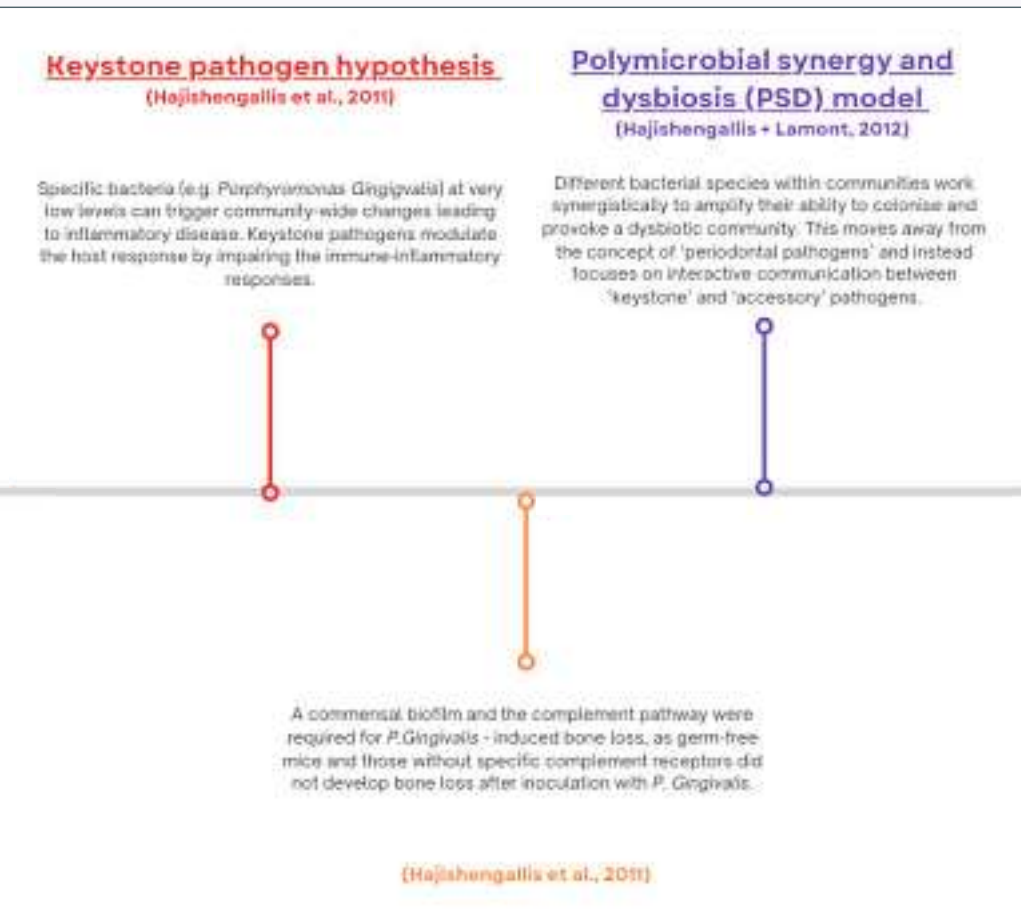 Keystone pathogen hypothesis
(Hajishengallis et al., 2011)
Specific bacteria (e.g. Porphyromonas Gingigvalis) at very
low levels can trigger community-wide changes leading
to inflammatory disease. Keystone pathogens modulate
the host response by impairing the immune-inflammatory
responses.
Polymicrobial synergy and
dysbiosis (PSD) model
(Hajishengallis + Lamont, 2012)
Different bacterial species within communities work
synergistically to amplify their ability to colonise and
provoke a dysbiotic community. This moves away from
the concept of 'periodontal pathogens' and instead
focuses on interactive communication between
'keystone' and 'accessory' pathogens.
A commensal biofilm and the complement pathway were
required for P.Gingivalis - induced bone loss, as germ-free
mice and those without specific complement receptors did
not develop bone loss after inoculation with P. Gingivalis.
(Hajishengallis et al., 2011)